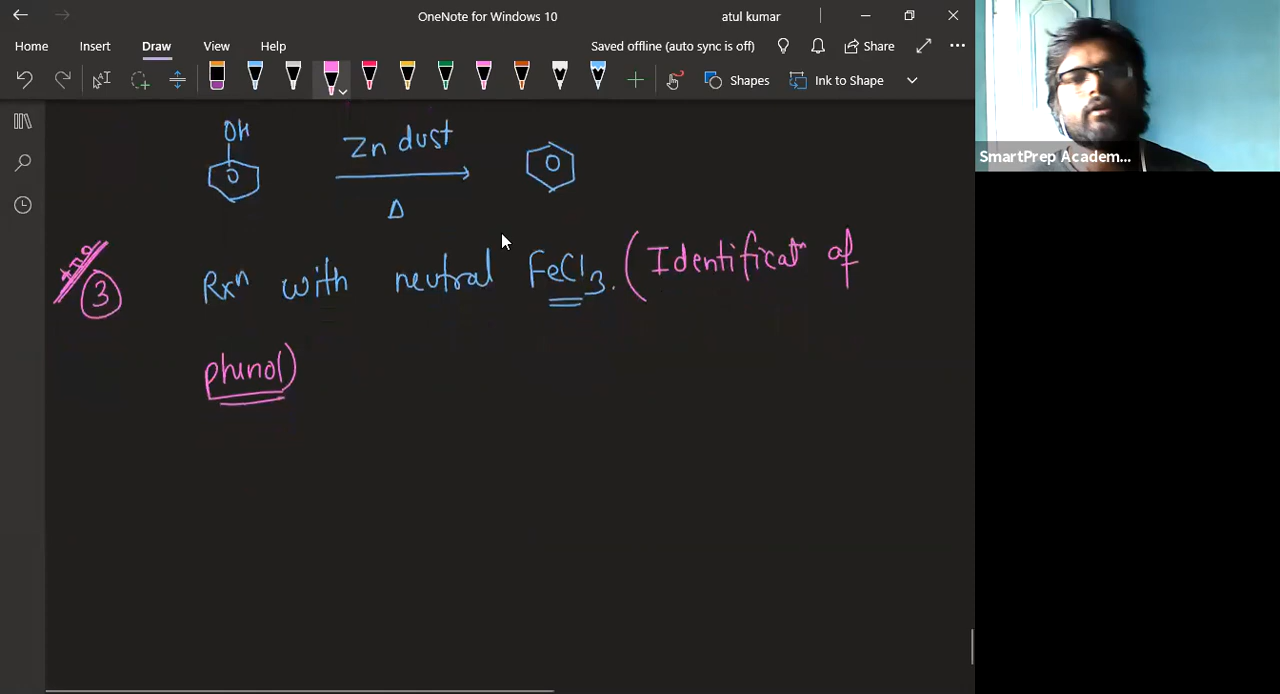 OneNote for Windows 10
atul kumar
Home Insert Draw View Help
Saved offline (auto sync is off)
Share
Shapes
Ink to Shape
SmartPrep Academ...
OH
Zn dust
Δ
3 Rxⁿ with neutral FeCl3. (Identificatⁿ of
phenol)